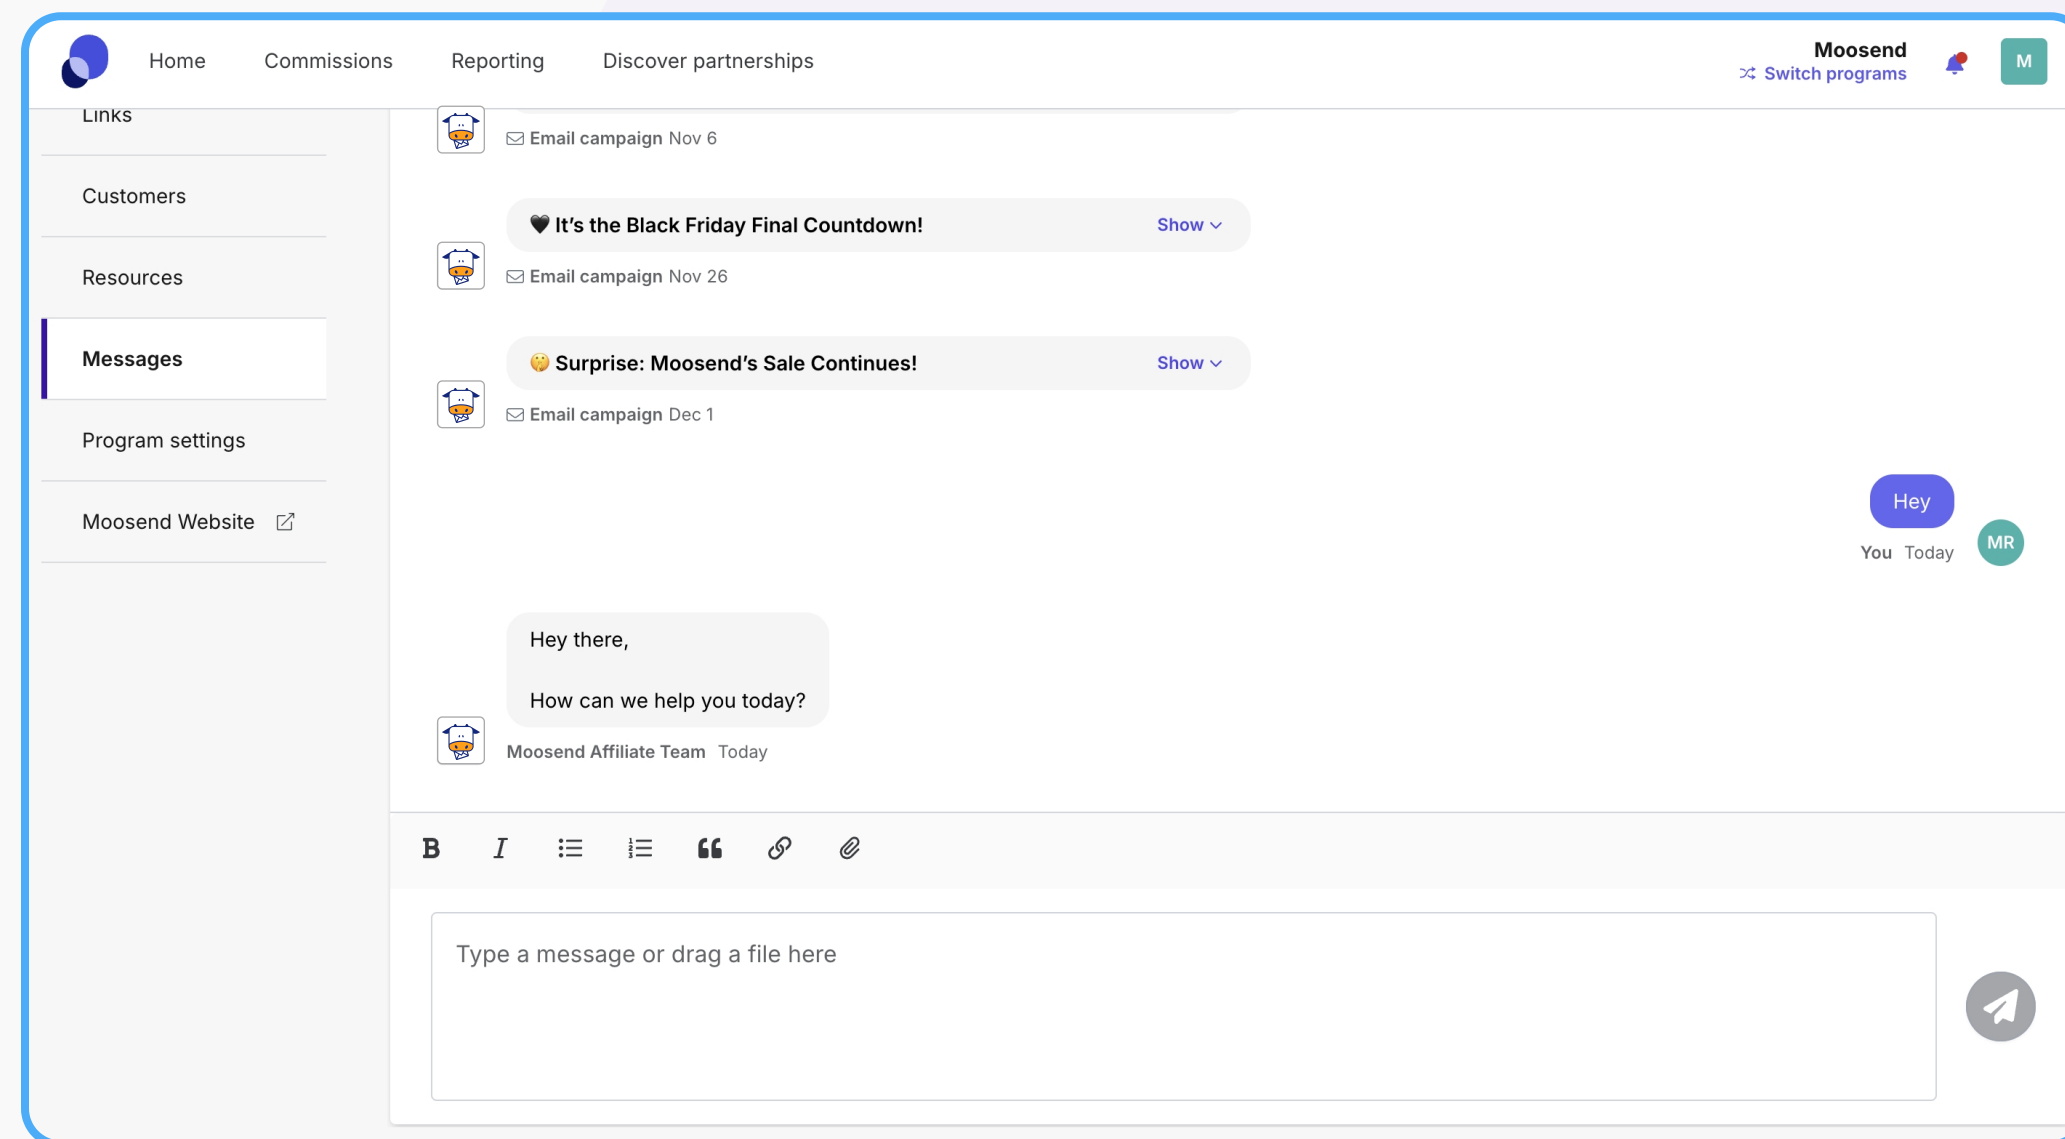 Home Commissions Reporting Discover partnerships
Moosend
Switch programs
M
Links
Customers
Resources
Messages
Program settings
Moosend Website
Email campaign Nov 6
🖤 It’s the Black Friday Final Countdown! Show
Email campaign Nov 26
🤫 Surprise: Moosend’s Sale Continues! Show
Email campaign Dec 1
Hey
You Today
MR
Hey there,
How can we help you today?
Moosend Affiliate Team Today
Type a message or drag a file here